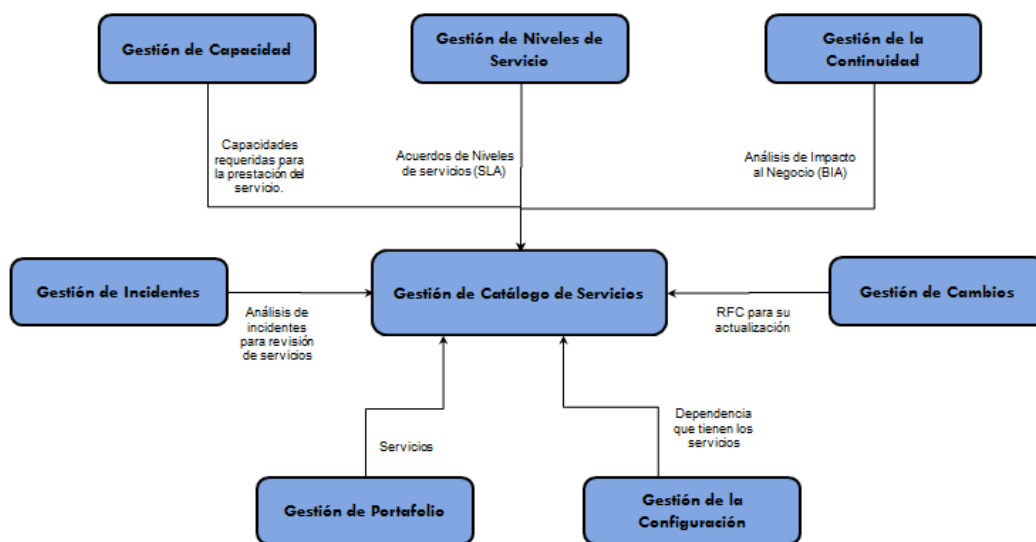 Gestión de Capacidad
Gestión de Niveles de
Servicio
Gestión de la
Continuidad
Capacidades
requeridas para
la prestación del
servicio.
Acuerdos de Niveles
de servicios (SLA)
Análisis de Impacto
al Negocio (BIA)
Gestión de Incidentes
Gestión de Catálogo de Servicios
Gestión de Cambios
Análisis de
incidentes
para revisión
de servicios
RFC para su
actualización
Servicios
Dependencia
que tienen los
servicios
Gestión de Portafolio
Gestión de la
Configuración